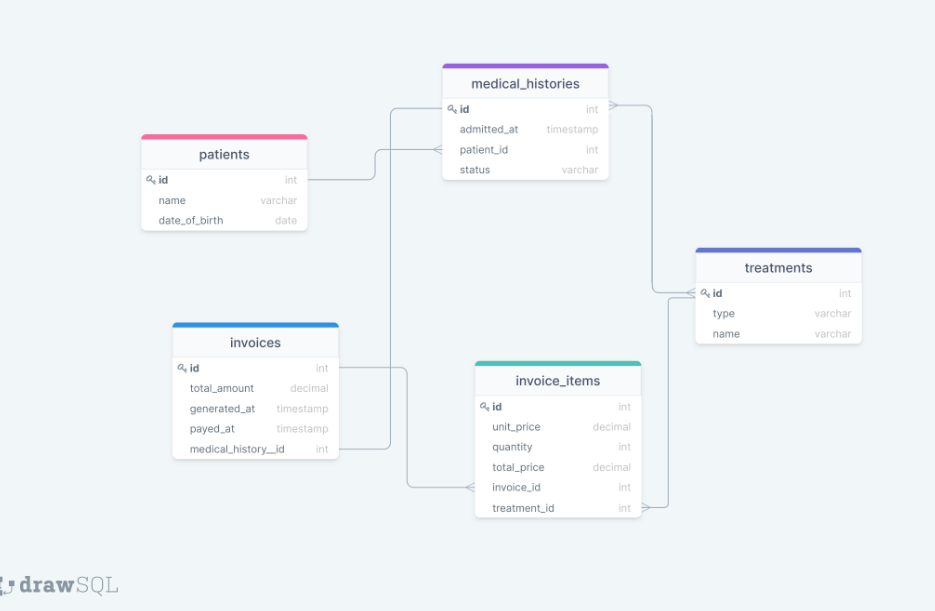 medical_histories
id int
admitted_at timestamp
patient_id int
status varchar
patients
id int
name varchar
date_of_birth date
treatments
id int
type varchar
name varchar
invoices
id int
total_amount decimal
generated_at timestamp
payed_at timestamp
medical_history__id int
invoice_items
id int
unit_price decimal
quantity int
total_price decimal
invoice_id int
treatment_id int
drawSQL